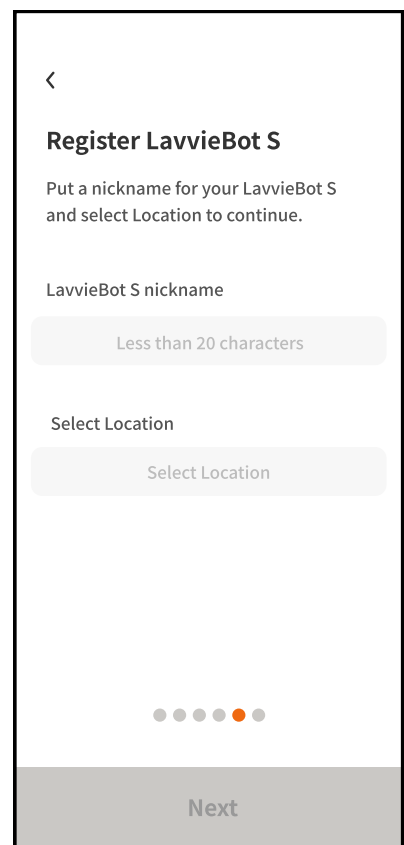 Register LavvieBot S
Put a nickname for your LavvieBot S
and select Location to continue.
LavvieBot S nickname
Less than 20 characters
Select Location
Select Location
Next